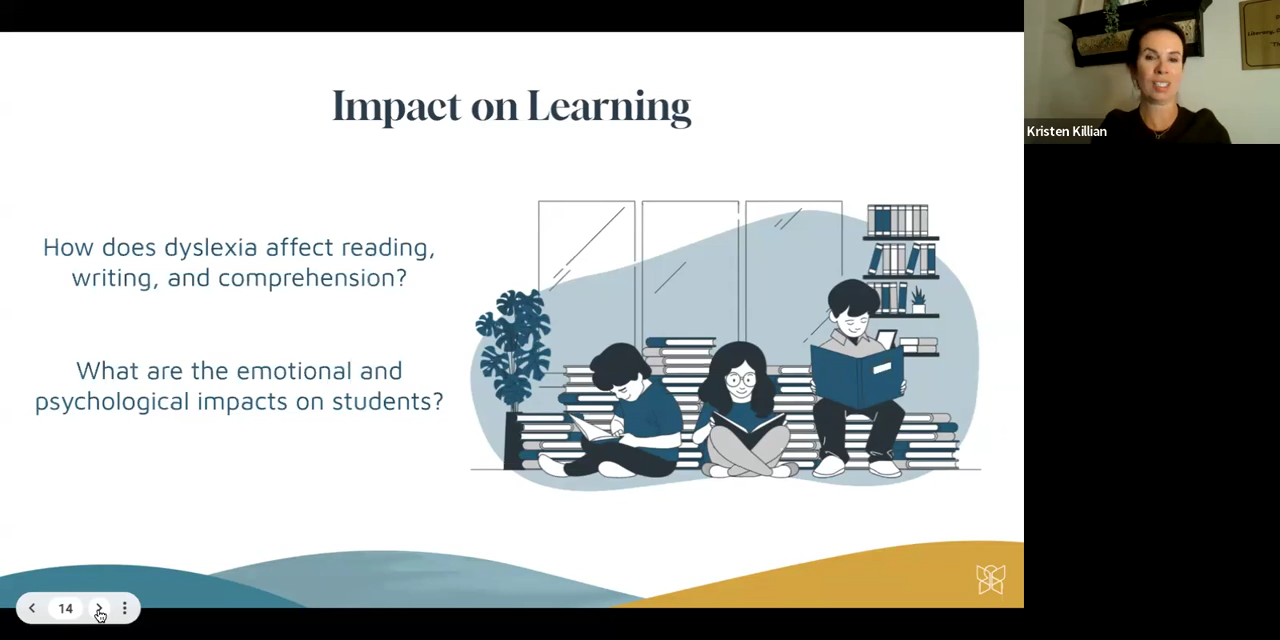 Impact on Learning
How does dyslexia affect reading,
writing, and comprehension?
What are the emotional and
psychological impacts on students?
14
Kristen Killian